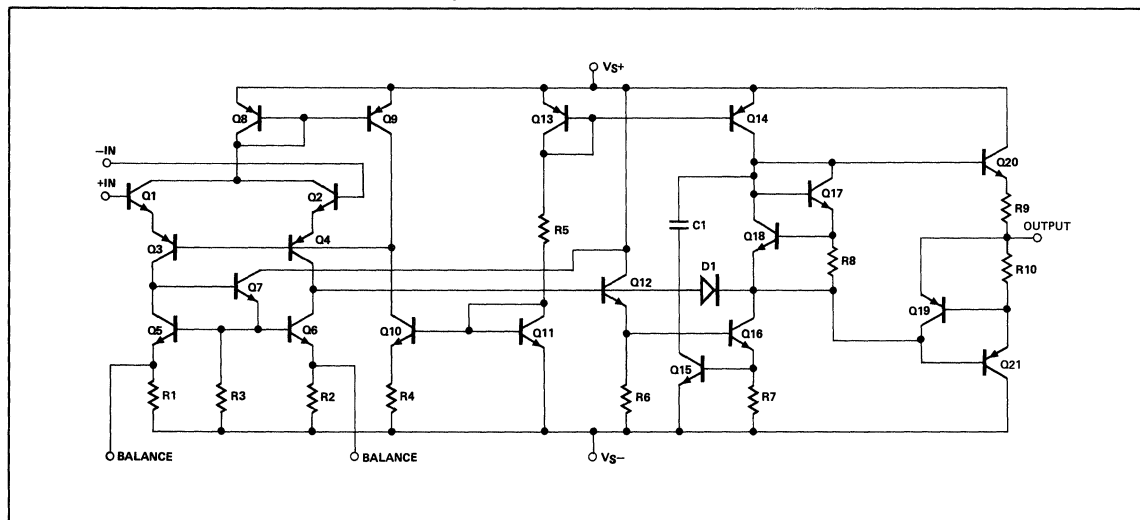 Vs+
Q8
Q9
Q13
Q14
–IN
+IN
Q1
Q2
Q17
Q20
Q3
Q4
R5
C1
Q18
R9
OUTPUT
R8
R10
Q7
Q12
D1
Q19
Q5
Q6
Q10
Q11
Q16
Q15
Q21
R1
R3
R2
R4
R6
R7
BALANCE
BALANCE
Vs–